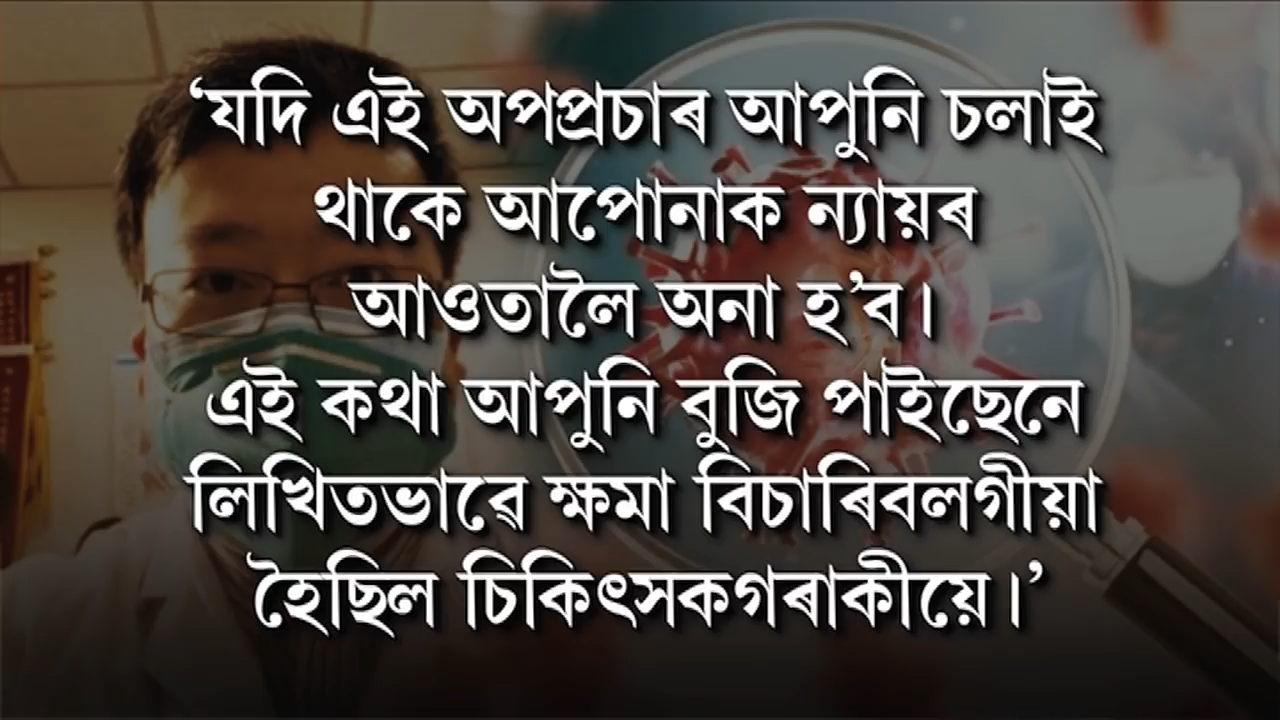 ‘যদি এই অপপ্ৰচাৰ আপুনি চলাই
থাকে আপোনাক ন্যায়ৰ
আওতালৈ অনা হ’ব।
এই কথা আপুনি বুজি পাইছেনে
লিখিতভাৱে ক্ষমা বিচাৰিবলগীয়া
হৈছিল চিকিৎসকগৰাকীয়ে।’